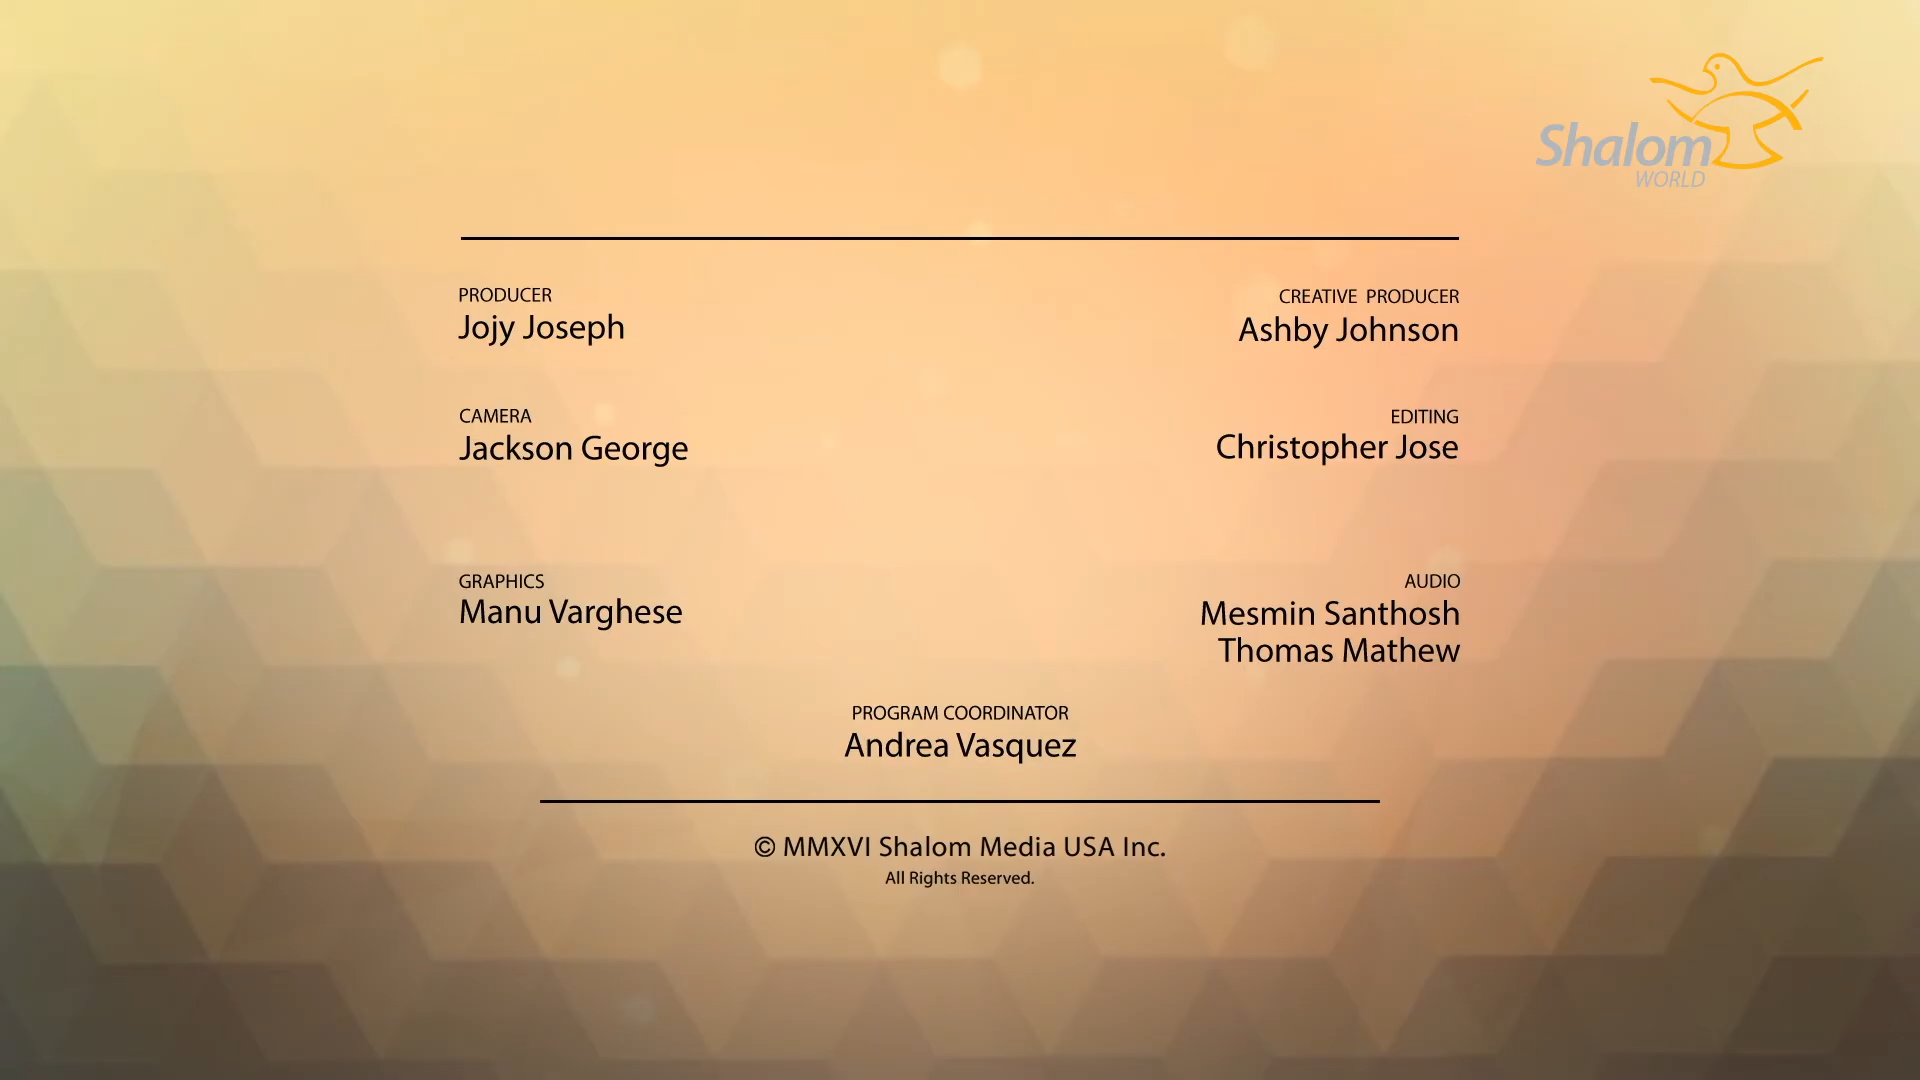 Shalom
WORLD
PRODUCER
Jojy Joseph
CREATIVE PRODUCER
Ashby Johnson
CAMERA
Jackson George
EDITING
Christopher Jose
GRAPHICS
Manu Varghese
AUDIO
Mesmin Santhosh
Thomas Mathew
PROGRAM COORDINATOR
Andrea Vasquez
© MMXVI Shalom Media USA Inc.
All Rights Reserved.